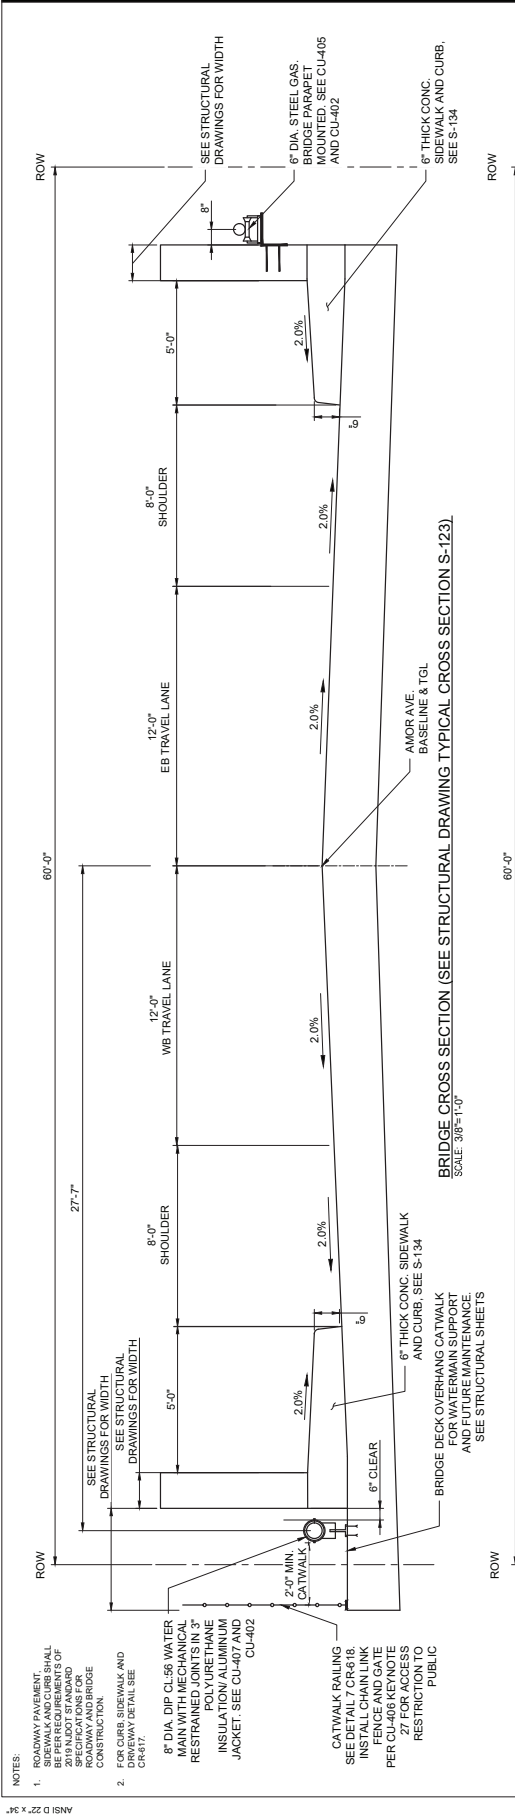 ANSI D 22" x 34"
NOTES:
1. ROADWAY PAVEMENT,
SIDEWALK AND CURB SHALL
BE PER REQUIREMENTS OF
2019 NJDOT STANDARD
SPECIFICATIONS FOR
ROADWAY AND BRIDGE
CONSTRUCTION.
2. FOR CURB, SIDEWALK AND
DRIVEWAY DETAIL SEE
CR-617.
ROW
60'-0"
ROW
27'-7"
SEE STRUCTURAL
DRAWINGS FOR WIDTH
SEE STRUCTURAL
DRAWINGS FOR WIDTH
5'-0"
8'-0"
SHOULDER
12'-0"
WB TRAVEL LANE
12'-0"
EB TRAVEL LANE
8'-0"
SHOULDER
5'-0"
SEE STRUCTURAL
DRAWINGS FOR WIDTH
8"
6" DIA. STEEL GAS.
BRIDGE PARAPET
MOUNTED. SEE CU-405
AND CU-402
8" DIA. DIP CL:56 WATER
MAIN WITH MECHANICAL
RESTRAINED JOINTS IN 3"
POLYURETHANE
INSULATION/ ALUMINUM
JACKET. SEE CU-407 AND
CU-402
2.0%
2.0%
2.0%
2.0%
2.0%
2.0%
6"
6"
2'-0" MIN.
CATWALK
6" CLEAR
CATWALK RAILING
SEE DETAIL 7 CR-618.
INSTALL CHAIN LINK
FENCE AND GATE
PER CU-406 KEYNOTE
27 FOR ACCESS
RESTRICTION TO
PUBLIC
6" THICK CONC. SIDEWALK
AND CURB, SEE S-134
BRIDGE DECK OVERHANG CATWALK
FOR WATERMAIN SUPPORT
AND FUTURE MAINTENANCE.
SEE STRUCTURAL SHEETS
AMOR AVE.
BASELINE & TGL
6" THICK CONC.
SIDEWALK AND CURB,
SEE S-134
BRIDGE CROSS SECTION (SEE STRUCTURAL DRAWING TYPICAL CROSS SECTION S-123)
SCALE: 3/8"=1'-0"
ROW
60'-0"
ROW